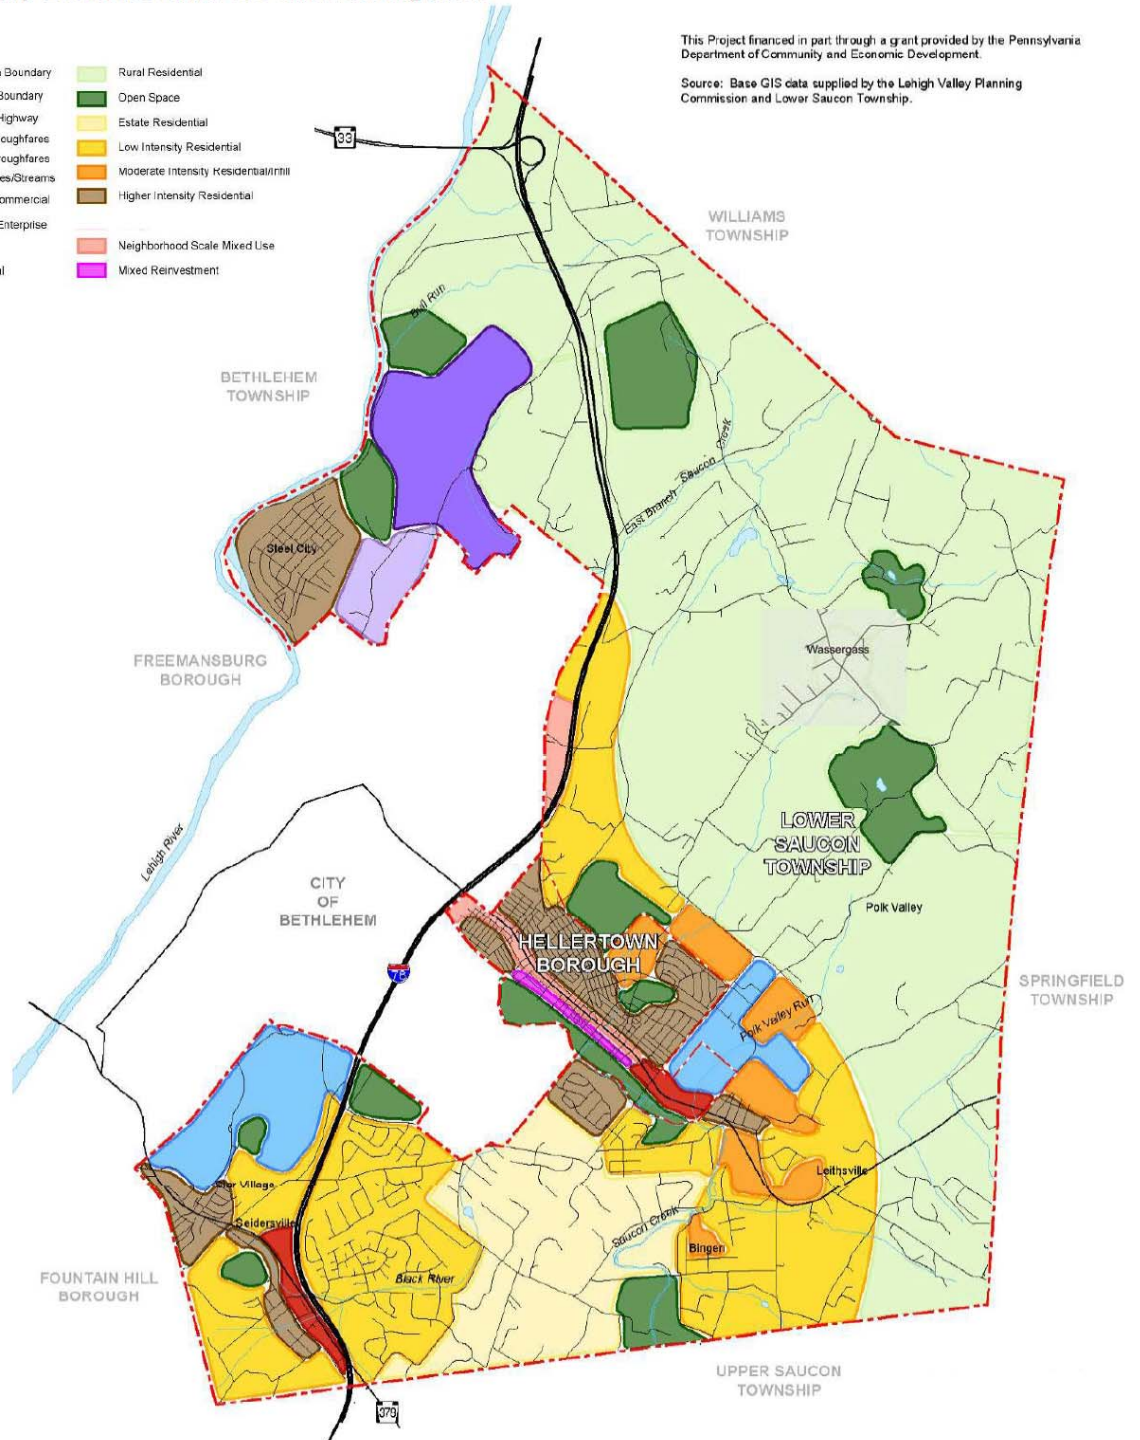 This Project financed in part through a grant provided by the Pennsylvania
Department of Community and Economic Development.
Source: Base GIS data supplied by the Lehigh Valley Planning
Commission and Lower Saucon Township.
Boundary
Boundary
Highway
oughfares
oughfares
es/Streams
ommercial
Enterprise
Rural Residential
Open Space
Estate Residential
Low Intensity Residential
Moderate Intensity Residential/Infill
Higher Intensity Residential
Neighborhood Scale Mixed Use
Mixed Reinvestment
33
WILLIAMS
TOWNSHIP
Bull Run
BETHLEHEM
TOWNSHIP
East Branch Saucon Creek
Steel City
Wassergass
FREEMANSBURG
BOROUGH
LOWER
SAUCON
TOWNSHIP
Lehigh River
CITY
OF
BETHLEHEM
Polk Valley
HELLERTOWN
BOROUGH
78
SPRINGFIELD
TOWNSHIP
Polk Valley Run
Leithsville
Village
Seidersville
Saucon Creek
Bingen
Black River
FOUNTAIN HILL
BOROUGH
UPPER SAUCON
TOWNSHIP
378